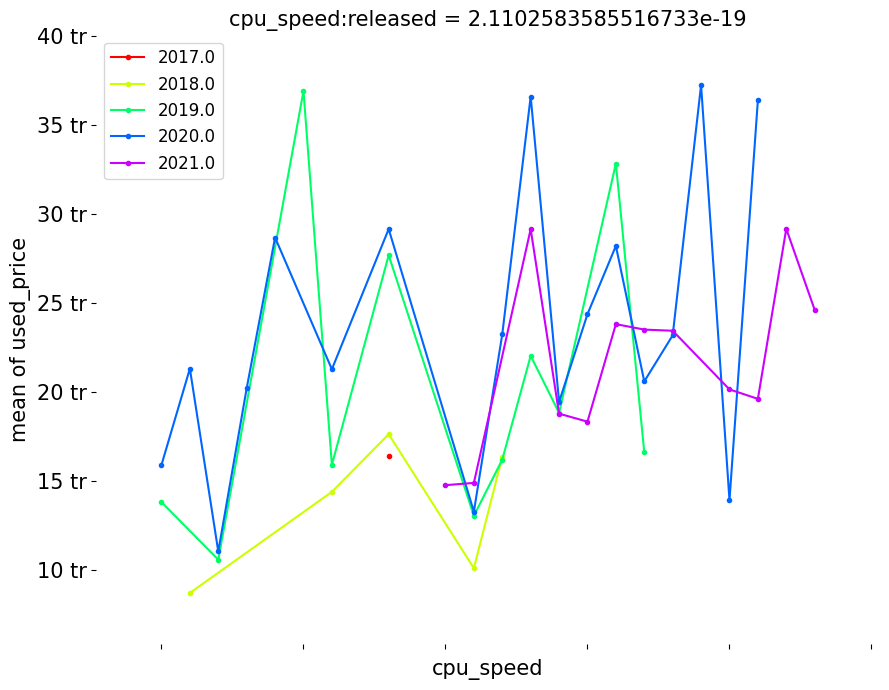 cpu_speed:released = 2.1102583585516733e-19
40 tr
35 tr
30 tr
25 tr
20 tr
15 tr
10 tr
mean of used_price
2017.0
2018.0
2019.0
2020.0
2021.0
cpu_speed